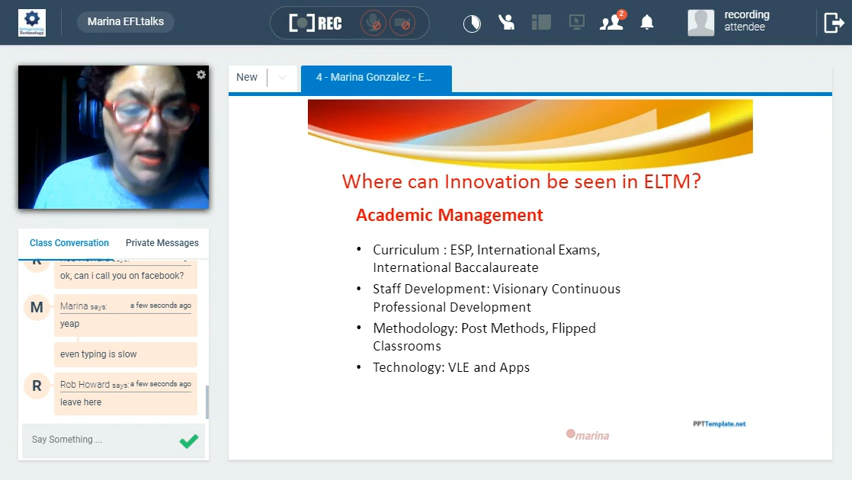 Marina EFLtalks
REC
2
recording
attendee
New
4 - Marina Gonzalez - E...
Where can Innovation be seen in ELTM?
Academic Management
• Curriculum : ESP, International Exams,
International Baccalaureate
• Staff Development: Visionary Continuous
Professional Development
• Methodology: Post Methods, Flipped
Classrooms
• Technology: VLE and Apps
marina
PPTTemplate.net
Class Conversation
Private Messages
R
ok, can i call you on facebook?
M
Marina says: a few seconds ago
yeap
even typing is slow
R
Rob Howard says: a few seconds ago
leave here
Say Something ...